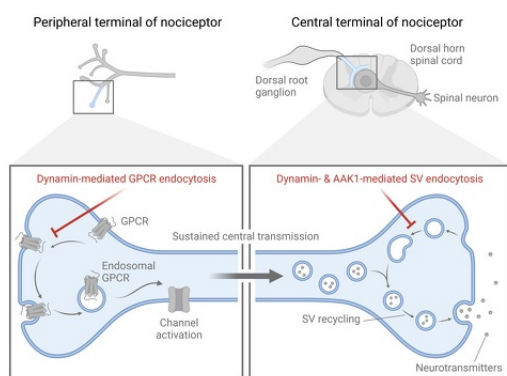 Peripheral terminal of nociceptor
Central terminal of nociceptor
Dorsal horn
spinal cord
Dorsal root
ganglion
Spinal neuron
Dynamin-mediated GPCR endocytosis
Dynamin- & AAK1-mediated SV endocytosis
GPCR
Sustained central transmission
Endosomal
GPCR
Channel
activation
SV recycling
Neurotransmitters